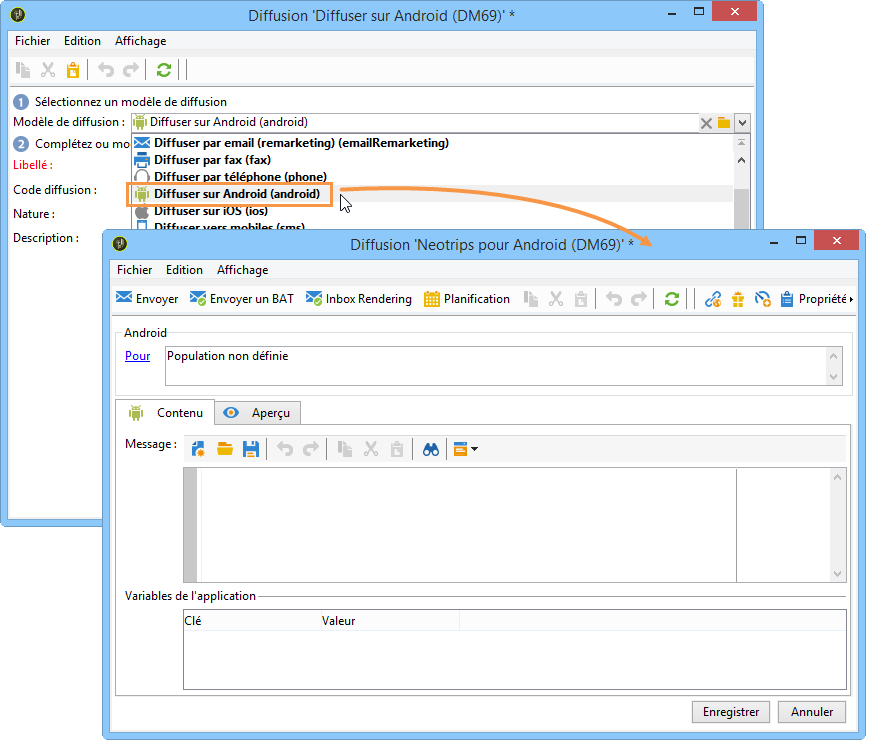 Diffusion 'Diffuser sur Android (DM69)' *
Fichier Edition Affichage
1 Sélectionnez un modèle de diffusion
Modèle de diffusion : Diffuser sur Android (android)
2 Complétez ou mo
Diffuser par email (remarketing) (emailRemarketing)
Diffuser par fax (fax)
Libellé :
Diffuser par téléphone (phone)
Code diffusion :
Diffuser sur Android (android)
Nature :
Diffuser sur iOS (ios)
Diffuser vers mobiles (sms)
Description :
Diffusion 'Neotrips pour Android (DM69)' *
Fichier Edition Affichage
Envoyer Envoyer un BAT Inbox Rendering Planification Propriété
Android
Pour Population non définie
Contenu Aperçu
Message :
Variables de l'application
Clé Valeur
Enregistrer Annuler